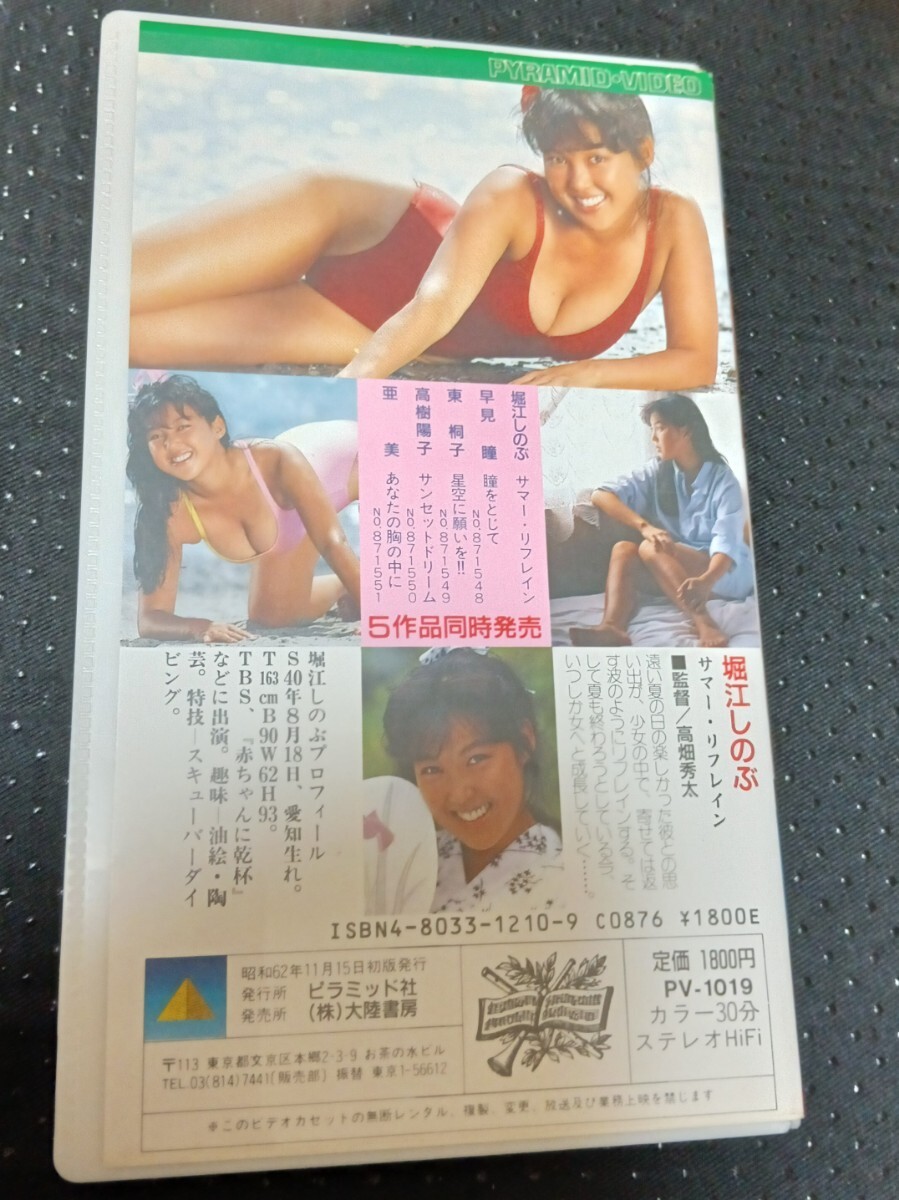 PYRAMID・VIDEO
堀江しのぶ サマー・リフレイン
早見 瞳 瞳をとじて
NO.871548
東 桐子 星空に願いを!!
NO.871549
高樹陽子 サンセットドリーム
NO.871550
亜 美 あなたの胸の中に
NO.871551
5作品同時発売
堀江しのぶ
サマー・リフレイン
■監督/高畑秀太
遠い夏の日の楽しかった彼との思
い出が、少女の中で、寄せては返
す波のようにリフレインする。そ
して夏も終わろうとしている今、
いつしか女へと成長していく……。
堀江しのぶプロフィール
S40年8月18日、愛知生れ。
T163cmB90W62H93。
TBS、『赤ちゃんに乾杯』
などに出演。趣味―油絵・陶
芸。特技―スキューバーダイ
ビング。
ISBN4-8033-1210-9 C0876 ¥1800E
昭和62年11月15日初版発行
発行所 ピラミッド社
発売所 (株)大陸書房
〒113 東京都文京区本郷2-3-9 お茶の水ビル
TEL.03(814)7441(販売部) 振替 東京1-56612
定価 1800円
PV-1019
カラー30分
ステレオHiFi
※このビデオカセットの無断レンタル、複製、変更、放送及び業務上映を禁じます